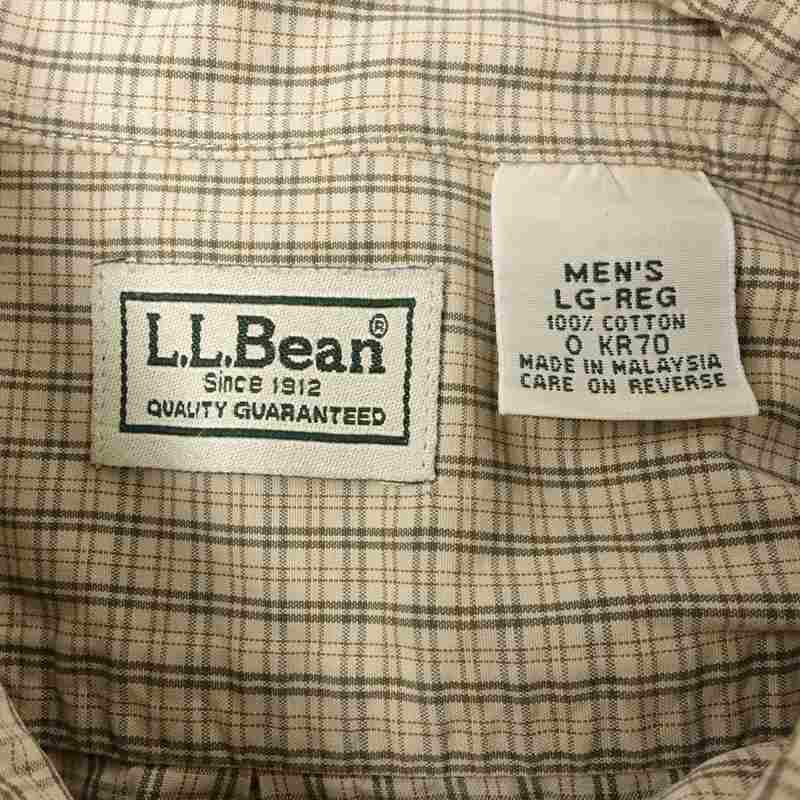 L.L.Bean®
Since 1912
QUALITY GUARANTEED
MEN'S
LG-REG
100% COTTON
0 KR70
MADE IN MALAYSIA
CARE ON REVERSE